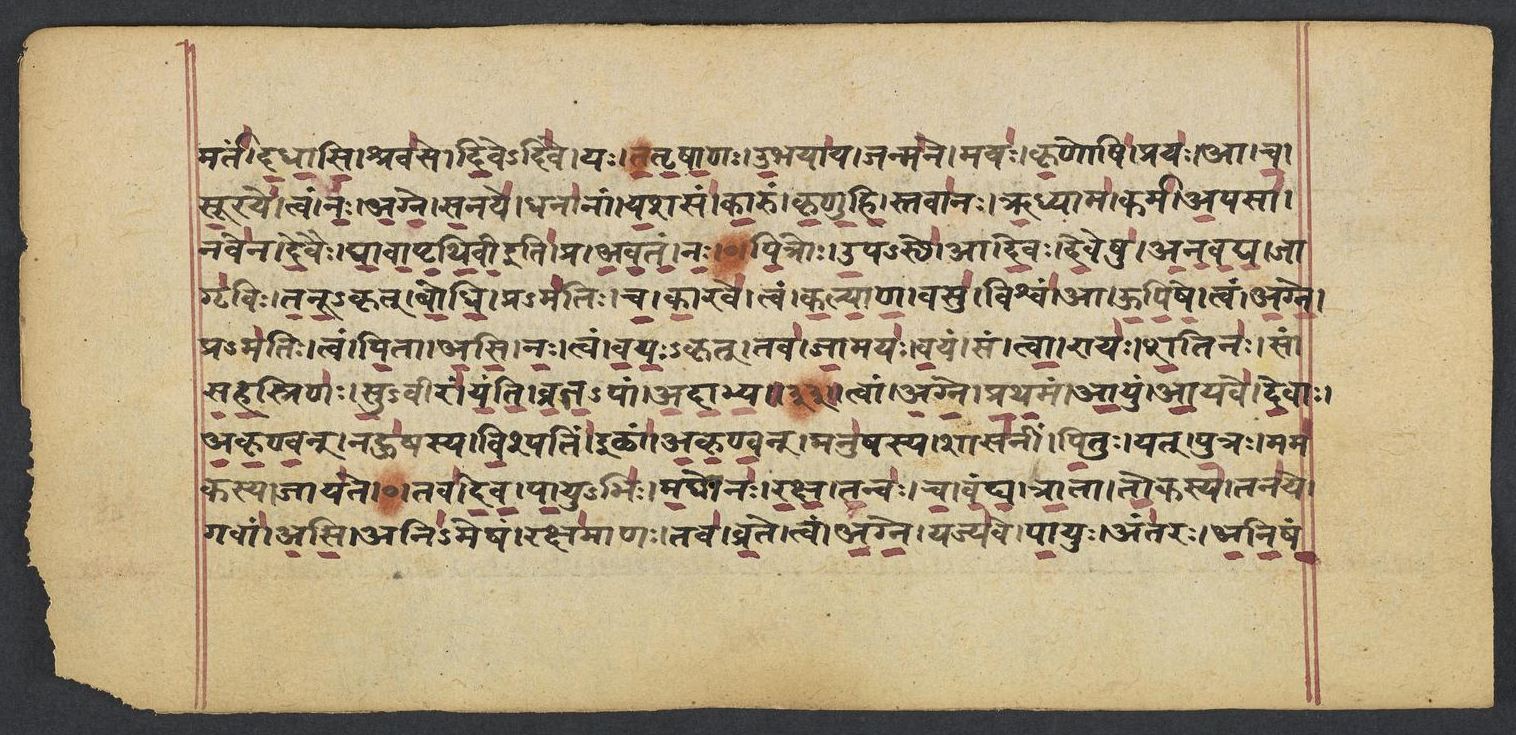 मर्तं।दधासि।श्रवसे।दिवेऽदिवे।यः।ततृषाणः।उभयाय।जन्मने।मयः।कृणोषि।प्रयः।आ।च।
सूरये।त्वं।नः।अग्ने।सनये।धनानां।यशसं।कारुं।कृणुहि।स्तवानः।ऋध्याम।कर्म।अपसा।
नवेन।देवैः।द्यावापृथिवीइति।प्र।अवतं।नः।०।पित्रोः।उपऽस्थे।आ।देवः।देवेषु।अनवद्य।जा
गृविः।तनूऽकृत्।बोधि।प्रऽमतिः।च।कारवे।त्वं।कल्याण।वसु।विश्वं।आ।ऊपिषे।त्वं।अग्ने।
प्रऽमतिः।त्वं।पिता।असि।नः।त्वं।वयःऽकृत्।तव।जामयः।वयं।सं।त्वा।रायः।शतिनः।सं।
सहस्रिणः।सुऽवीरं।यंति।व्रतऽपां।अदाभ्य॥३३॥त्वां।अग्ने।प्रथमं।आयुं।आयवे।देवाः।
अकृण्वन्।नहुषस्य।विश्पतिं।इळां।अकृण्वन्।मनुषस्य।शासनीं।पितुः।यत्।पुत्रः।मम
कस्य।जायते।०।तव।देव।पायुऽभिः।मघोनः।रक्ष।तन्वः।च।वंद्य।त्राता।तोकस्य।तनये।
गवां।असि।अनिऽमेषं।रक्षमाणः।तव।व्रते।त्वं।अग्ने।यज्यवे।पायुः।अंतरः।अनिषं